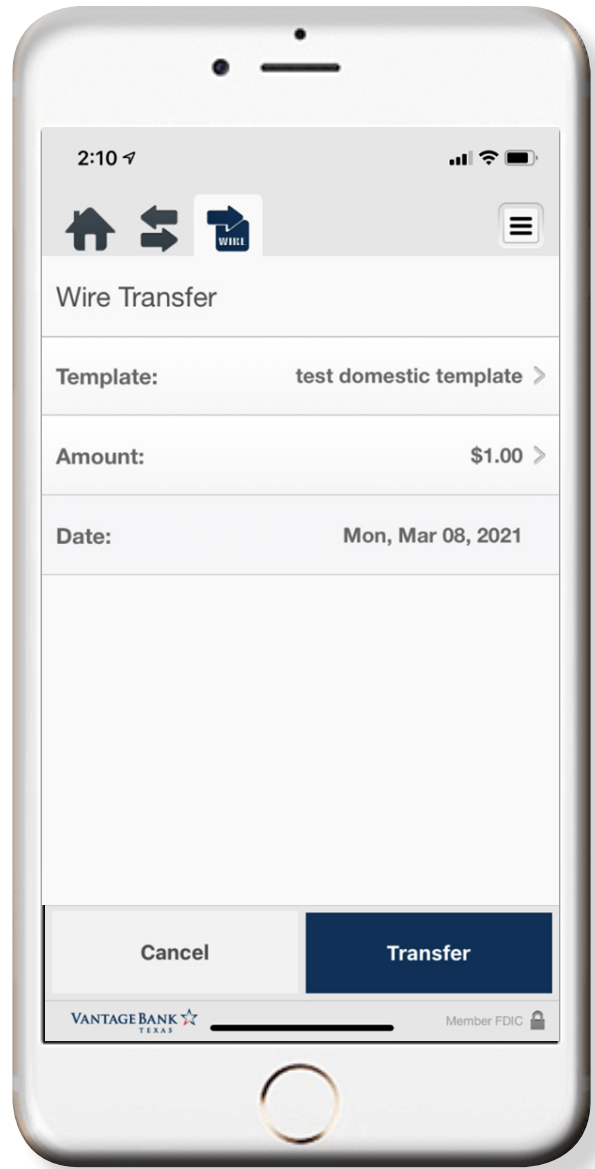 2:10
WIRE
Wire Transfer
Template: test domestic template
Amount: $1.00
Date: Mon, Mar 08, 2021
Cancel Transfer
VANTAGE BANK Member FDIC
TEXAS